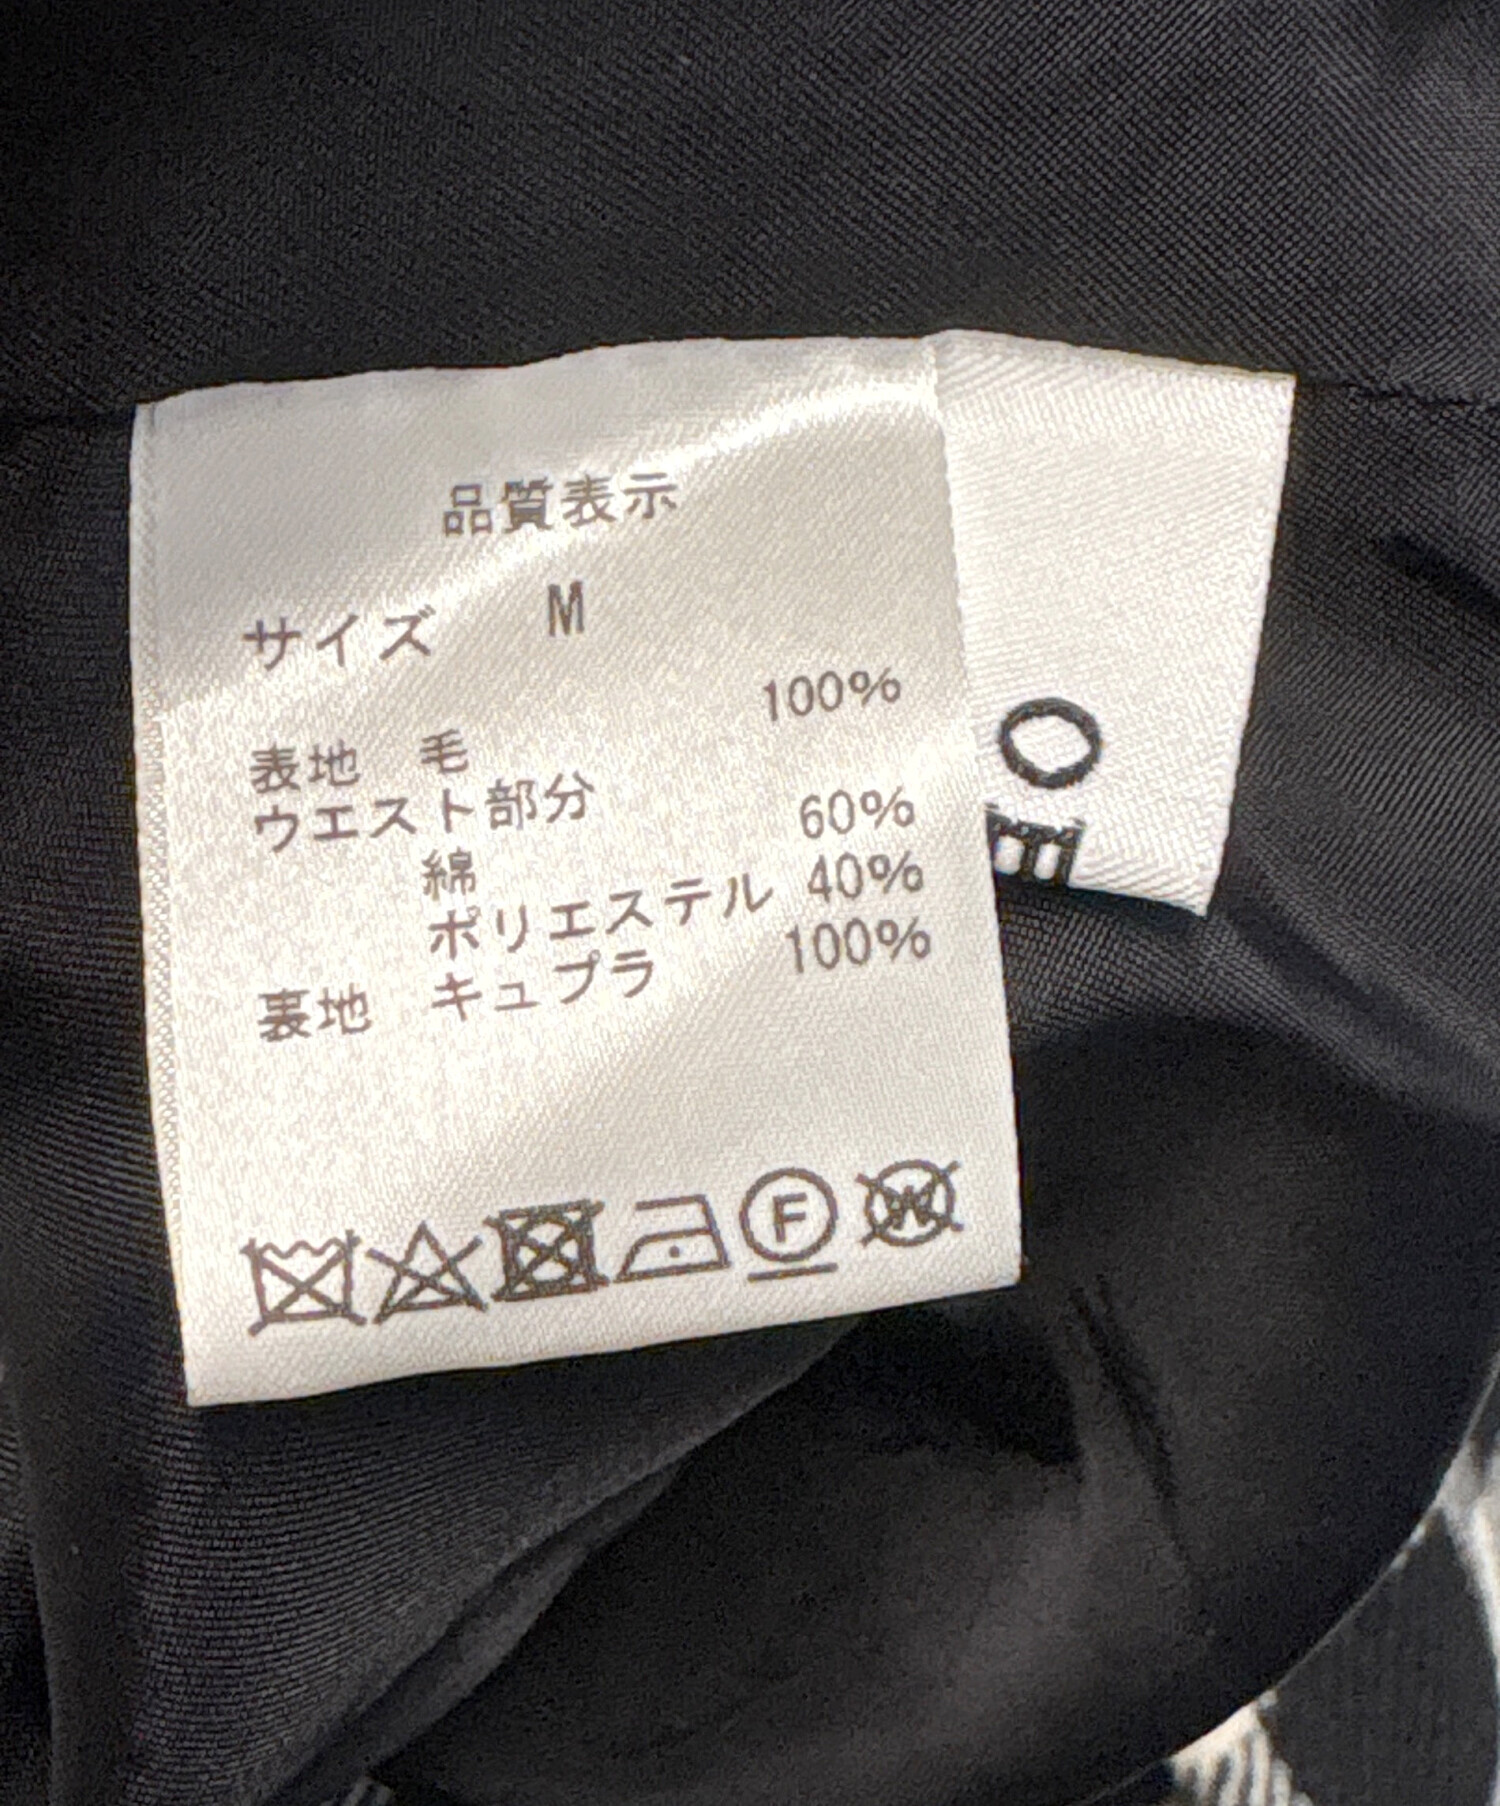 品質表示
サイズ M
表地 毛 100%
ウエスト部分
綿 60%
ポリエステル 40%
裏地 キュプラ 100%
F
W
O
E